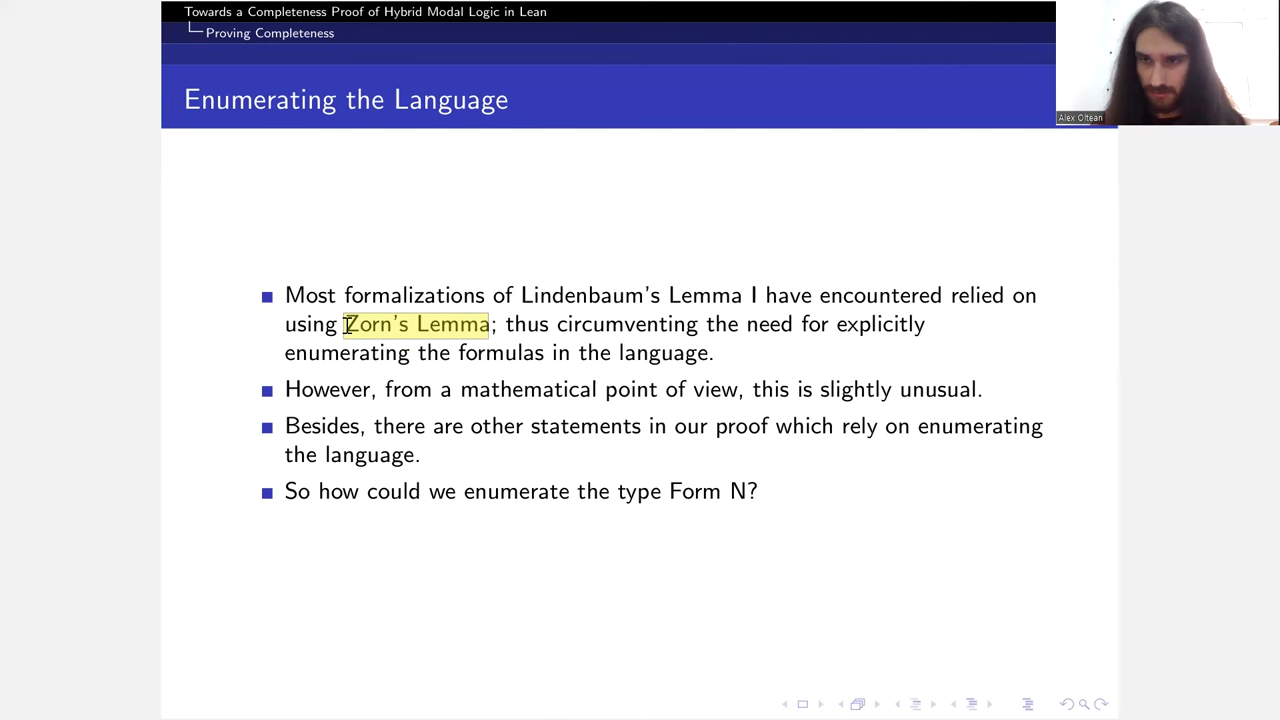 Towards a Completeness Proof of Hybrid Modal Logic in Lean
Proving Completeness
Enumerating the Language
Alex Oltean
Most formalizations of Lindenbaum's Lemma I have encountered relied on
using Zorn's Lemma; thus circumventing the need for explicitly
enumerating the formulas in the language.
However, from a mathematical point of view, this is slightly unusual.
Besides, there are other statements in our proof which rely on enumerating
the language.
So how could we enumerate the type Form N?